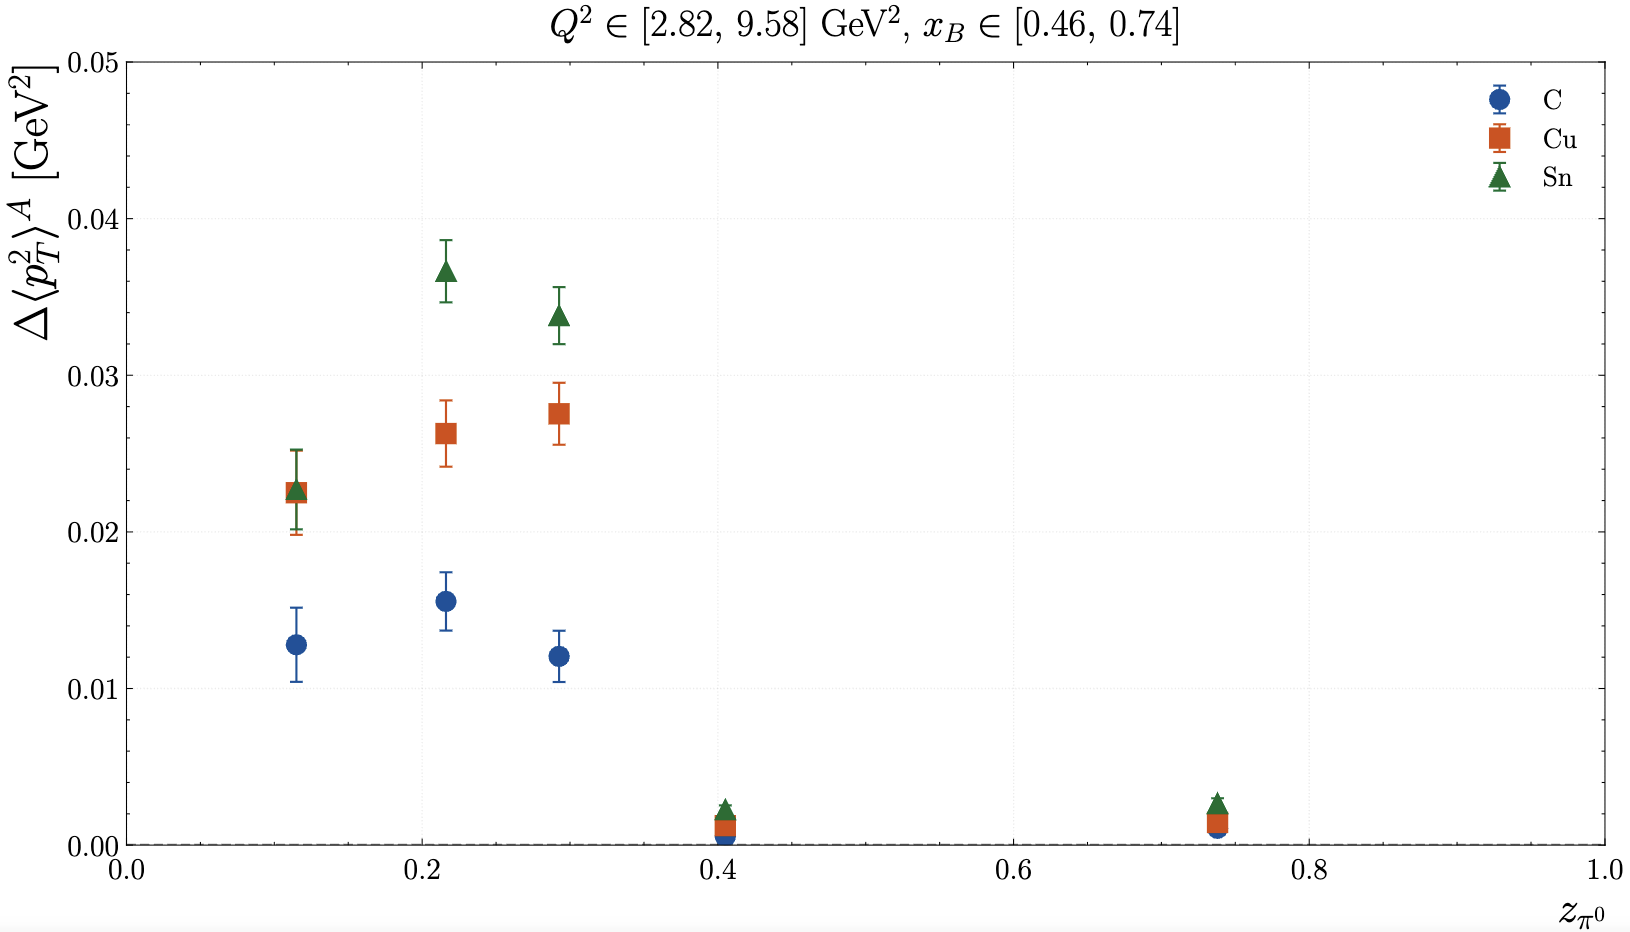 Q² ∈ [2.82, 9.58] GeV², x_B ∈ [0.46, 0.74]
Δ⟨p_T²⟩^A [GeV²]
C
Cu
Sn
0.05
0.04
0.03
0.02
0.01
0.00
0.0 0.2 0.4 0.6 0.8 1.0
z_π⁰